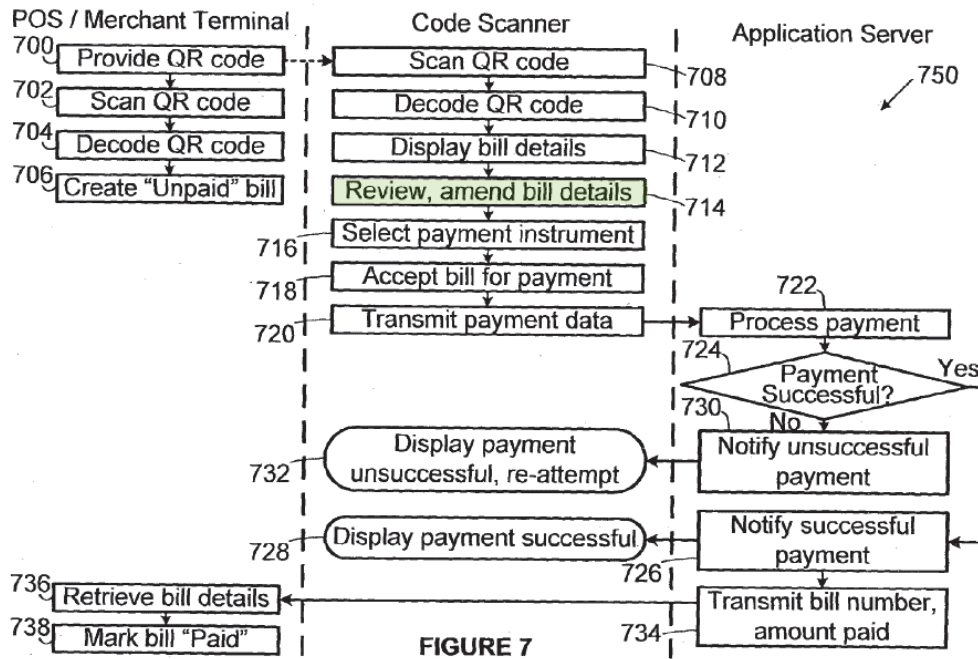 POS / Merchant Terminal
Code Scanner
Application Server
750
700
Provide QR code
Scan QR code
708
702
Scan QR code
Decode QR code
710
704
Decode QR code
Display bill details
712
706
Create "Unpaid" bill
Review, amend bill details
714
716
Select payment instrument
718
Accept bill for payment
720
Transmit payment data
722
Process payment
724
Payment
Successful?
Yes
No
730
Notify unsuccessful
payment
Display payment
unsuccessful, re-attempt
732
Notify successful
payment
726
Display payment successful
728
Transmit bill number,
amount paid
734
736
Retrieve bill details
738
Mark bill "Paid"
FIGURE 7